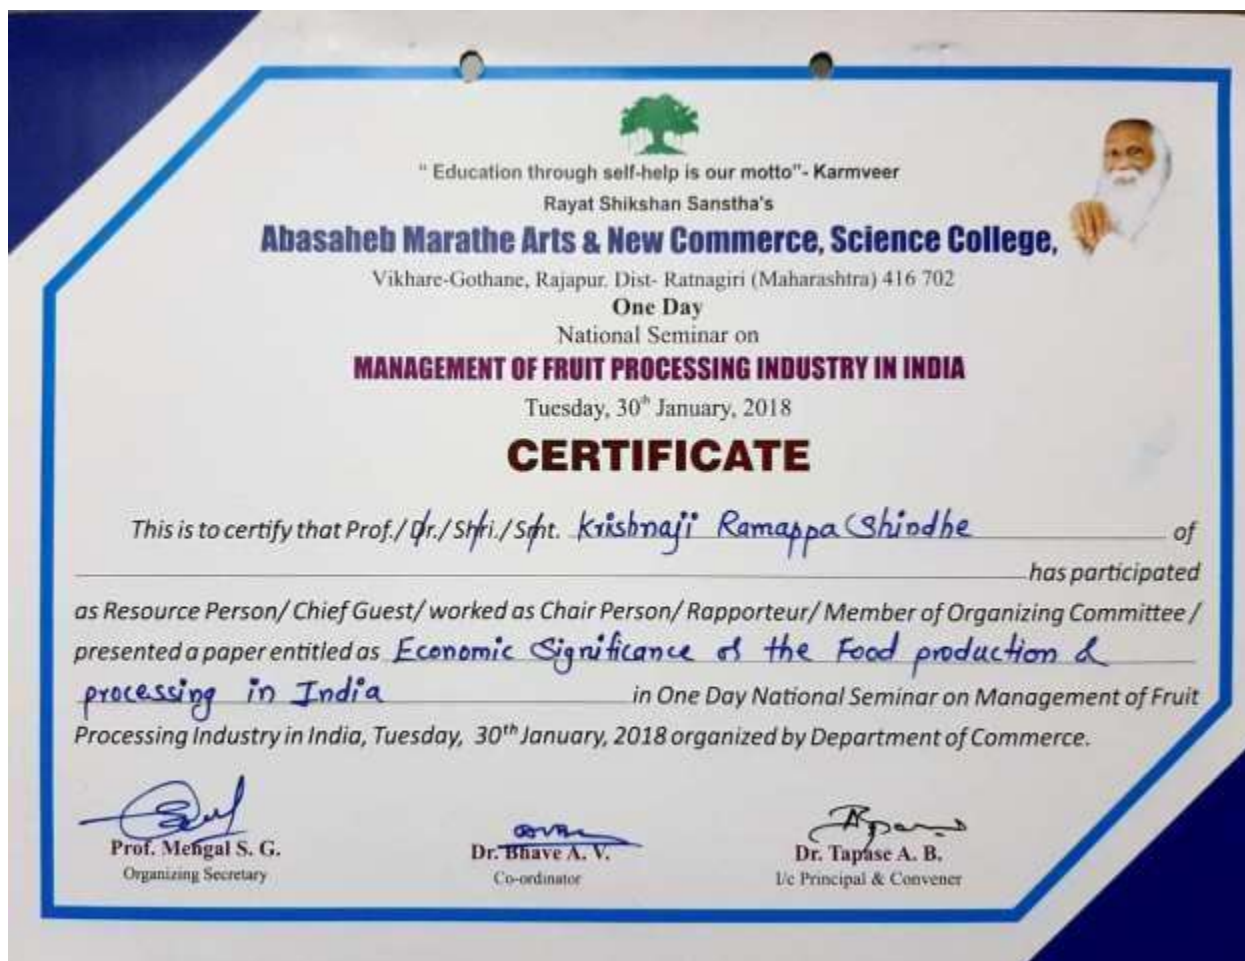 " Education through self-help is our motto"- Karmveer
Rayat Shikshan Sanstha's
Abasaheb Marathe Arts & New Commerce, Science College,
Vikhare-Gothane, Rajapur. Dist- Ratnagiri (Maharashtra) 416 702
One Day
National Seminar on
MANAGEMENT OF FRUIT PROCESSING INDUSTRY IN INDIA
Tuesday, 30th January, 2018
CERTIFICATE
This is to certify that Prof./ Dr./ Shri./ Smt. Krishnaji Ramappa Shindhe of
has participated
as Resource Person/ Chief Guest/ worked as Chair Person/ Rapporteur/ Member of Organizing Committee /
presented a paper entitled as Economic Significance of the Food production &
processing in India in One Day National Seminar on Management of Fruit
Processing Industry in India, Tuesday, 30th January, 2018 organized by Department of Commerce.
Prof. Mengal S. G. Dr. Bhave A. V. Dr. Tapase A. B.
Organizing Secretary Co-ordinator I/c Principal & Convener